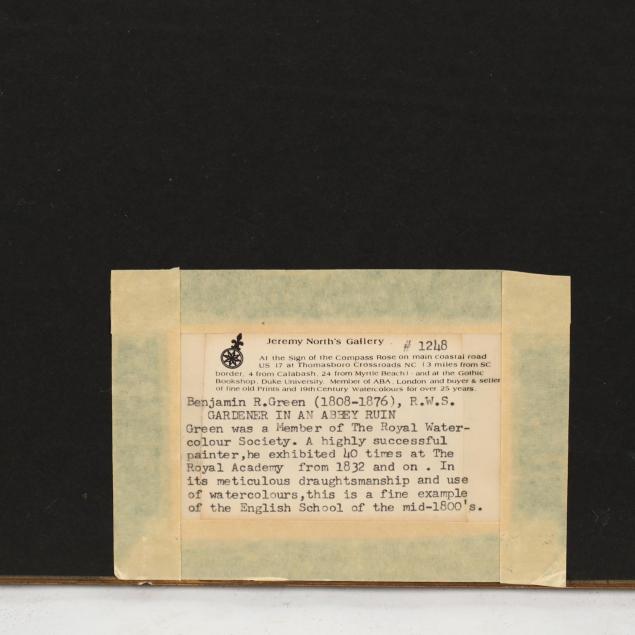 Jeremy North's Gallery # 1248
At the Sign of the Compass Rose on main coastal road
US 17 at Thomasboro Crossroads NC (3 miles from SC
border, 4 from Calabash, 24 from Myrtle Beach) - and at the Gothic
Bookshop, Duke University. Member of ABA, London and buyer & seller
of fine old Prints and 19th Century Watercolours for over 25 years.
Benjamin R.Green (1808-1876), R.W.S.
GARDENER IN AN ABBEY RUIN
Green was a Member of The Royal Water-
colour Society. A highly successful
painter,he exhibited 40 times at The
Royal Academy from 1832 and on . In
its meticulous draughtsmanship and use
of watercolours,this is a fine example
of the English School of the mid-1800's.